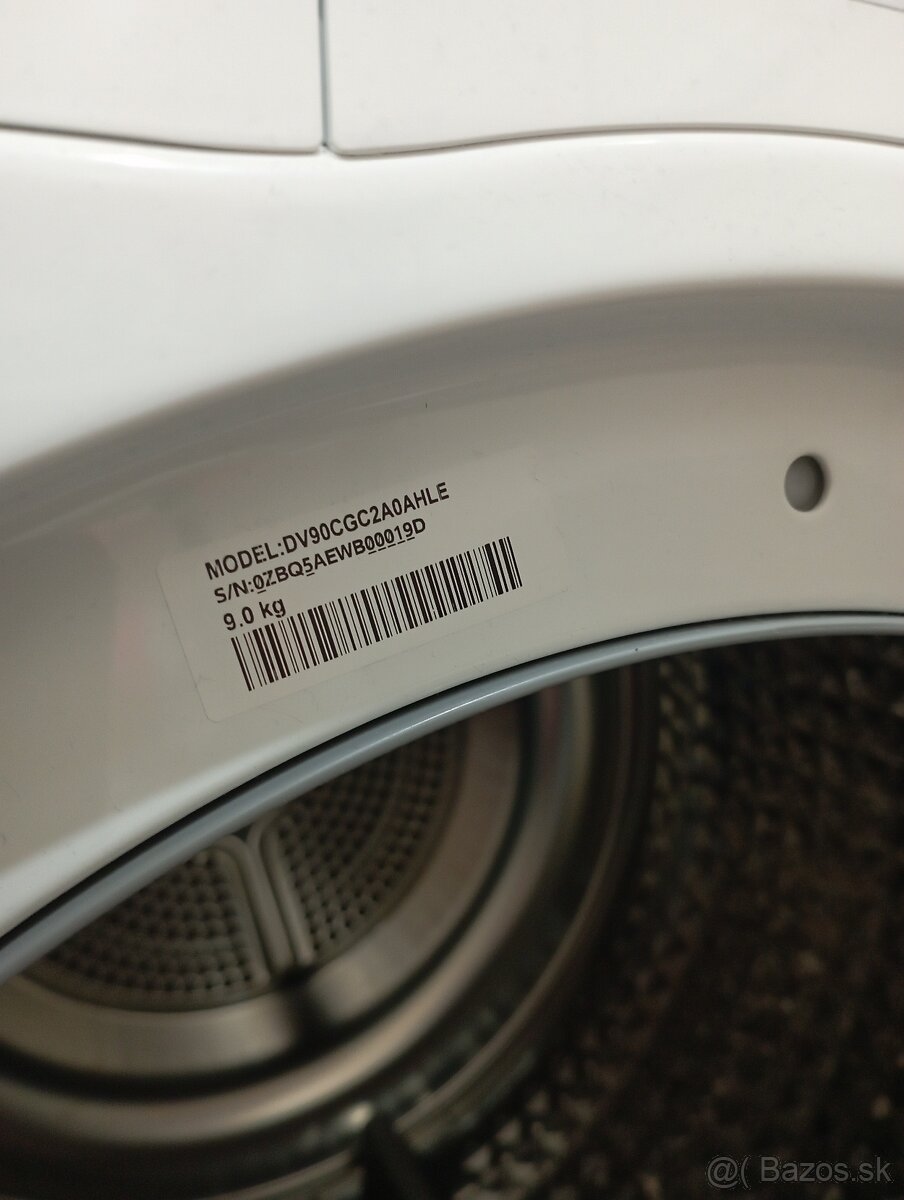 MODEL:DV90CGC2A0AHLE
S/N:0ZBQ5AEWB00019D
9.0 kg
@( Bazos.sk